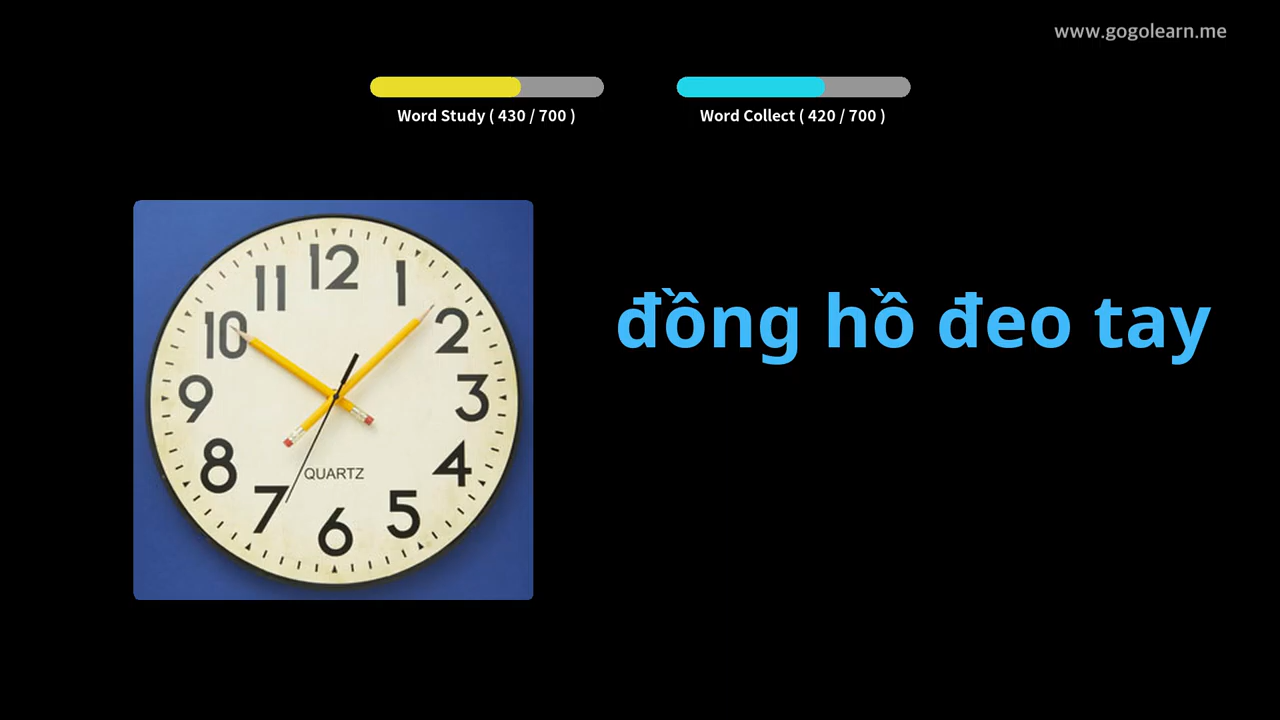 www.gogolearn.me
Word Study ( 430 / 700 )
Word Collect ( 420 / 700 )
12
11
1
10
2
9
3
8
4
QUARTZ
7
5
6
đồng hồ đeo tay